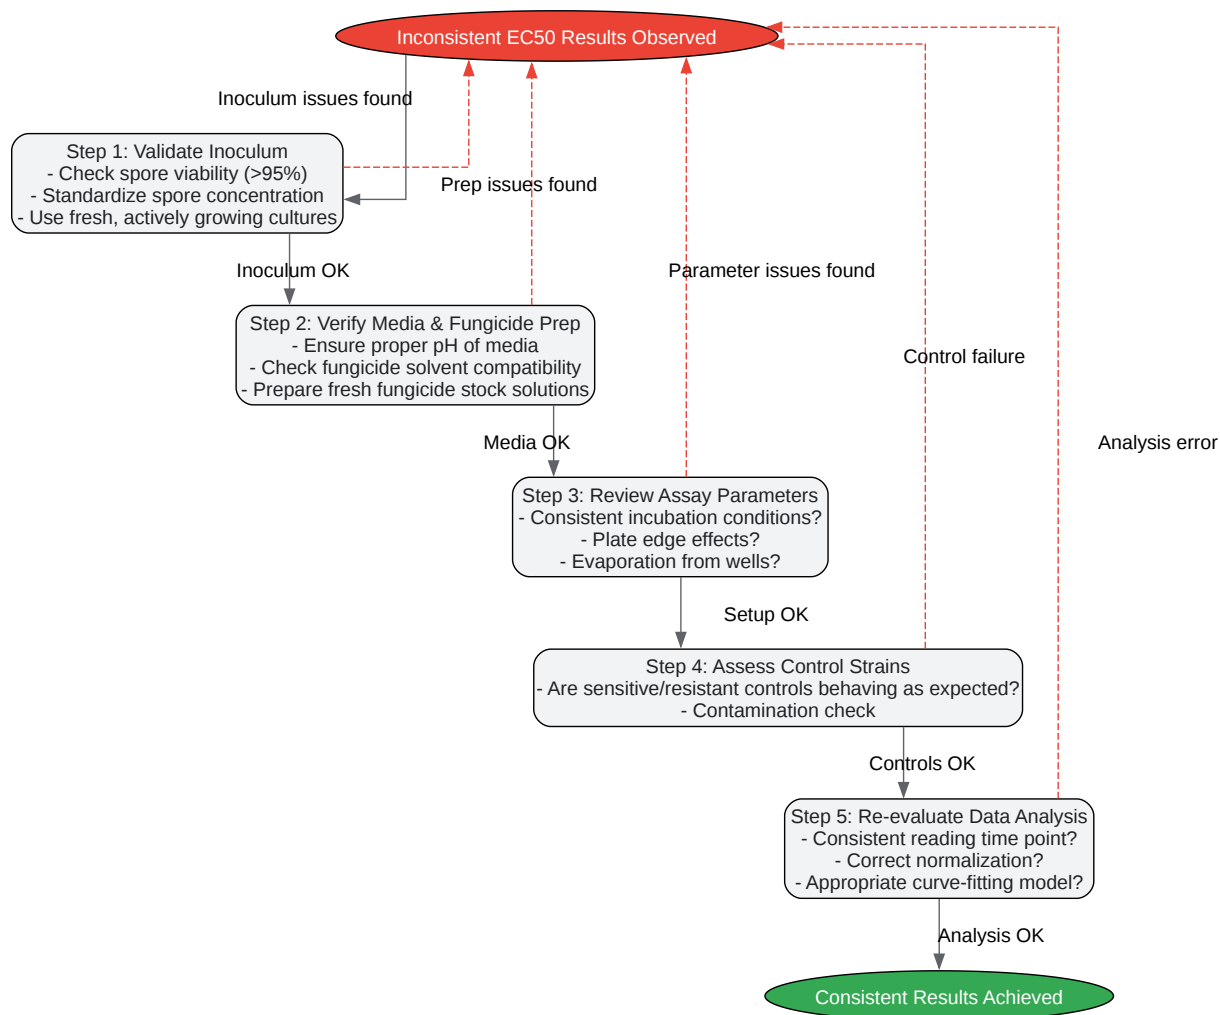 Inconsistent EC50 Results Observed
Inoculum issues found
Step 1: Validate Inoculum
- Check spore viability (>95%)
- Standardize spore concentration
- Use fresh, actively growing cultures
Prep issues found
Inoculum OK
Parameter issues found
Step 2: Verify Media & Fungicide Prep
- Ensure proper pH of media
- Check fungicide solvent compatibility
- Prepare fresh fungicide stock solutions
Control failure
Media OK
Analysis error
Step 3: Review Assay Parameters
- Consistent incubation conditions?
- Plate edge effects?
- Evaporation from wells?
Setup OK
Step 4: Assess Control Strains
- Are sensitive/resistant controls behaving as expected?
- Contamination check
Controls OK
Step 5: Re-evaluate Data Analysis
- Consistent reading time point?
- Correct normalization?
- Appropriate curve-fitting model?
Analysis OK
Consistent Results Achieved